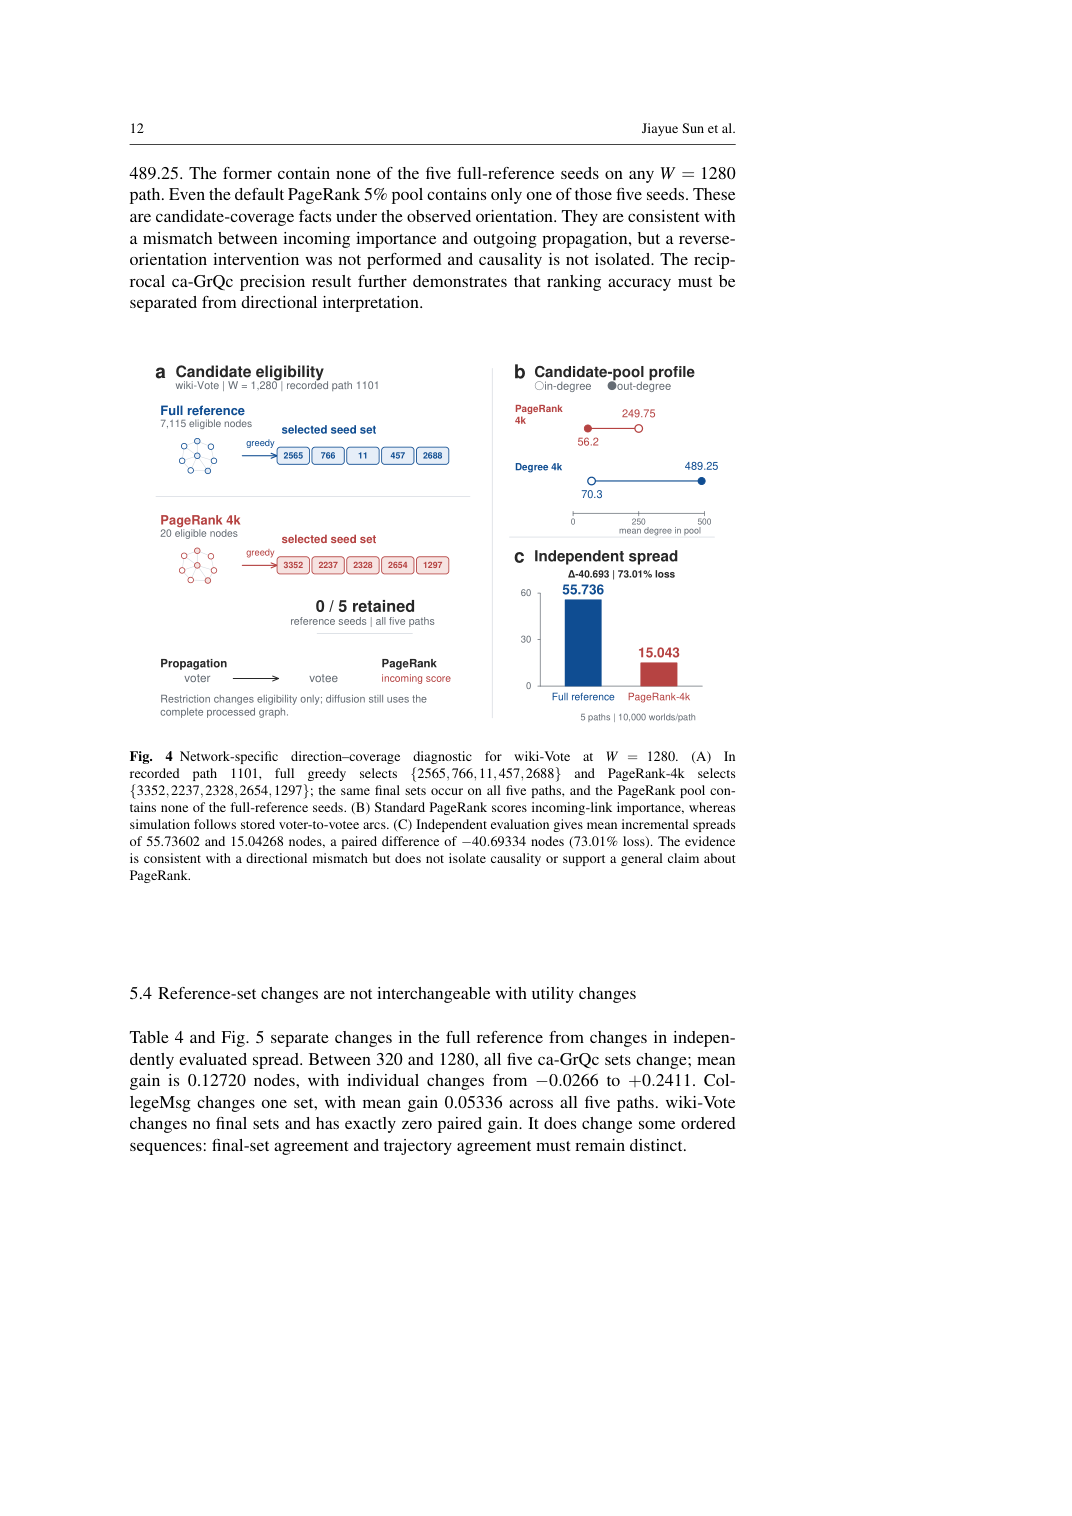 12
Jiayue Sun et al.
489.25. The former contain none of the five full-reference seeds on any W = 1280
path. Even the default PageRank 5% pool contains only one of those five seeds. These
are candidate-coverage facts under the observed orientation. They are consistent with
a mismatch between incoming importance and outgoing propagation, but a reverse-
orientation intervention was not performed and causality is not isolated. The recip-
rocal ca-GrQc precision result further demonstrates that ranking accuracy must be
separated from directional interpretation.
a Candidate eligibility
wiki-Vote | W = 1,280 | recorded path 1101
Full reference
7,115 eligible nodes
selected seed set
greedy
2565 766 11 457 2688
PageRank 4k
20 eligible nodes
selected seed set
greedy
3352 2237 2328 2654 1297
0 / 5 retained
reference seeds | all five paths
Propagation
PageRank
voter
votee
incoming score
Restriction changes eligibility only; diffusion still uses the
complete processed graph.
b Candidate-pool profile
in-degree out-degree
PageRank
4k
249.75
56.2
Degree 4k
489.25
70.3
0 250 500
mean degree in pool
c Independent spread
Δ-40.693 | 73.01% loss
55.736
60
30
15.043
0
Full reference PageRank-4k
5 paths | 10,000 worlds/path
Fig. 4 Network-specific direction–coverage diagnostic for wiki-Vote at W = 1280. (A) In
recorded path 1101, full greedy selects {2565,766,11,457,2688} and PageRank-4k selects
{3352,2237,2328,2654,1297}; the same final sets occur on all five paths, and the PageRank pool con-
tains none of the full-reference seeds. (B) Standard PageRank scores incoming-link importance, whereas
simulation follows stored voter-to-votee arcs. (C) Independent evaluation gives mean incremental spreads
of 55.73602 and 15.04268 nodes, a paired difference of −40.69334 nodes (73.01% loss). The evidence
is consistent with a directional mismatch but does not isolate causality or support a general claim about
PageRank.
5.4 Reference-set changes are not interchangeable with utility changes
Table 4 and Fig. 5 separate changes in the full reference from changes in indepen-
dently evaluated spread. Between 320 and 1280, all five ca-GrQc sets change; mean
gain is 0.12720 nodes, with individual changes from −0.0266 to +0.2411. Col-
legeMsg changes one set, with mean gain 0.05336 across all five paths. wiki-Vote
changes no final sets and has exactly zero paired gain. It does change some ordered
sequences: final-set agreement and trajectory agreement must remain distinct.